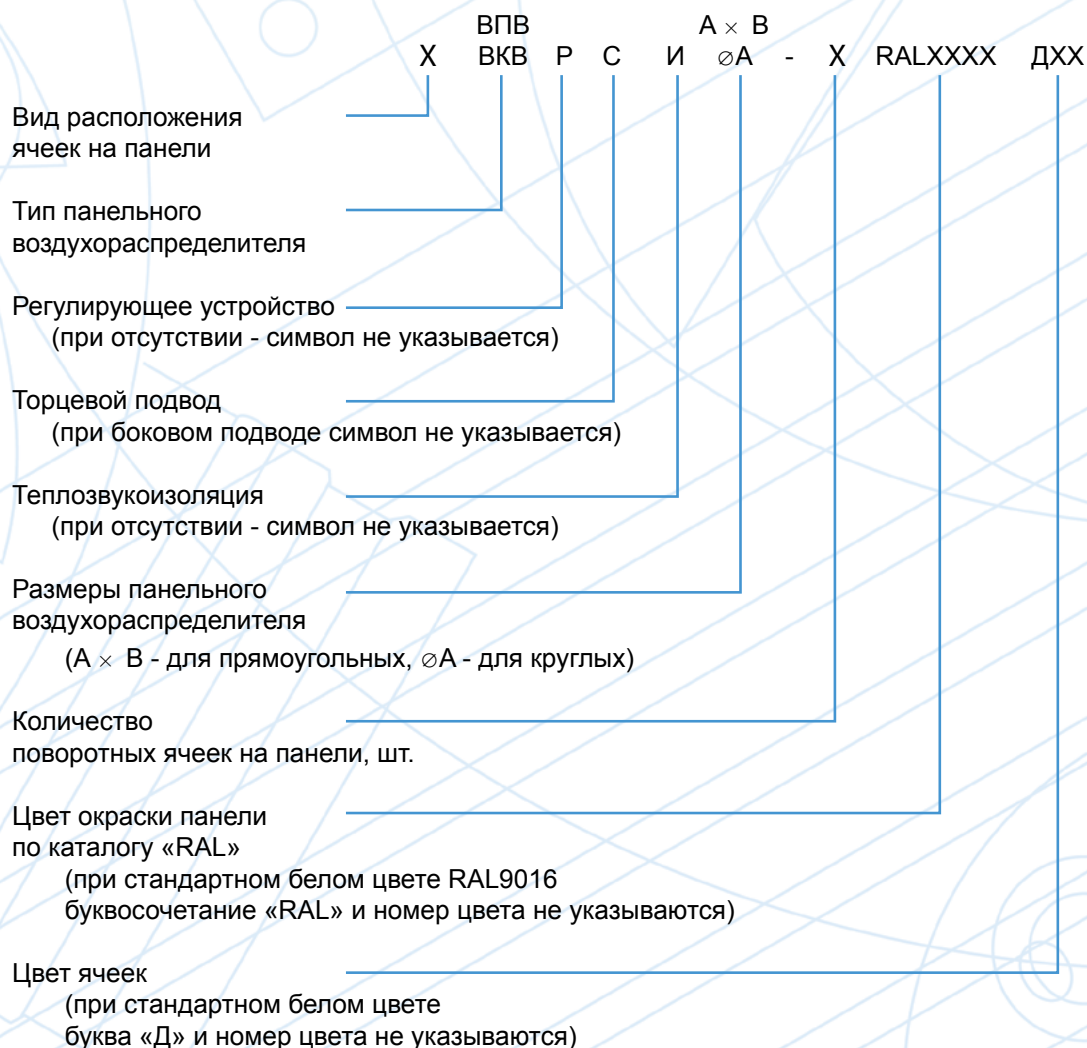 ВПВ А × В
Х ВКВ Р С И ⌀А - Х RALXXXX ДХХ
Вид расположения
ячеек на панели
Тип панельного
воздухораспределителя
Регулирующее устройство
(при отсутствии - символ не указывается)
Торцевой подвод
(при боковом подводе символ не указывается)
Теплозвукоизоляция
(при отсутствии - символ не указывается)
Размеры панельного
воздухораспределителя
(А × В - для прямоугольных, ⌀А - для круглых)
Количество
поворотных ячеек на панели, шт.
Цвет окраски панели
по каталогу «RAL»
(при стандартном белом цвете RAL9016
буквосочетание «RAL» и номер цвета не указываются)
Цвет ячеек
(при стандартном белом цвете
буква «Д» и номер цвета не указываются)